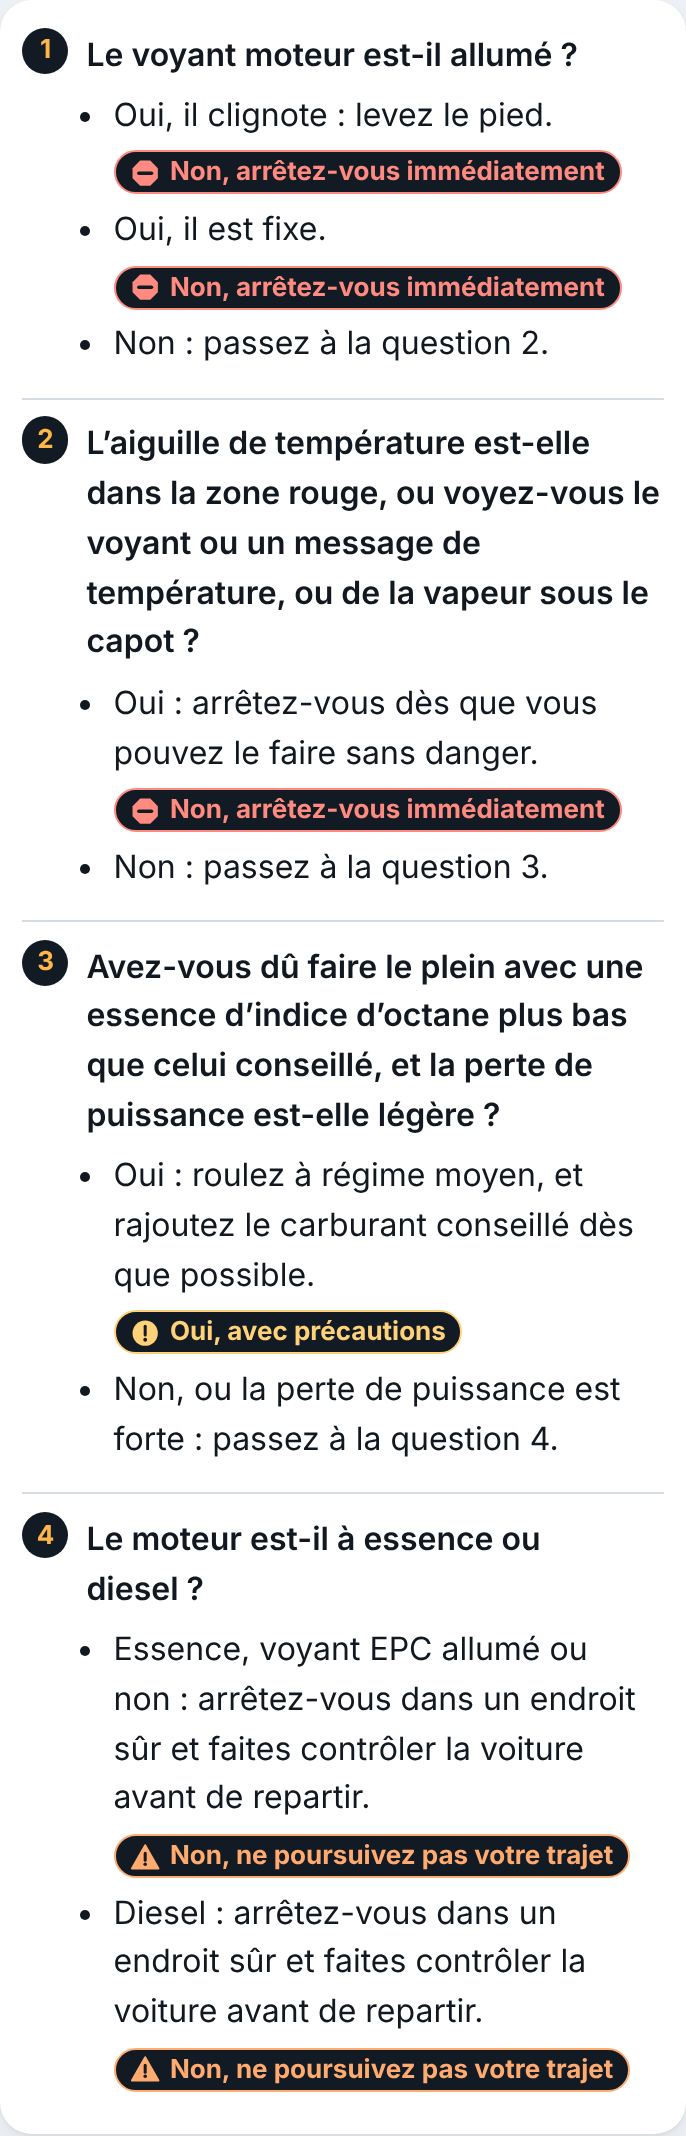 1
Le voyant moteur est-il allumé ?
• Oui, il clignote : levez le pied.
Non, arrêtez-vous immédiatement
• Oui, il est fixe.
Non, arrêtez-vous immédiatement
• Non : passez à la question 2.
2
L’aiguille de température est-elle
dans la zone rouge, ou voyez-vous le
voyant ou un message de
température, ou de la vapeur sous le
capot ?
• Oui : arrêtez-vous dès que vous
pouvez le faire sans danger.
Non, arrêtez-vous immédiatement
• Non : passez à la question 3.
3
Avez-vous dû faire le plein avec une
essence d’indice d’octane plus bas
que celui conseillé, et la perte de
puissance est-elle légère ?
• Oui : roulez à régime moyen, et
rajoutez le carburant conseillé dès
que possible.
Oui, avec précautions
• Non, ou la perte de puissance est
forte : passez à la question 4.
4
Le moteur est-il à essence ou
diesel ?
• Essence, voyant EPC allumé ou
non : arrêtez-vous dans un endroit
sûr et faites contrôler la voiture
avant de repartir.
Non, ne poursuivez pas votre trajet
• Diesel : arrêtez-vous dans un
endroit sûr et faites contrôler la
voiture avant de repartir.
Non, ne poursuivez pas votre trajet